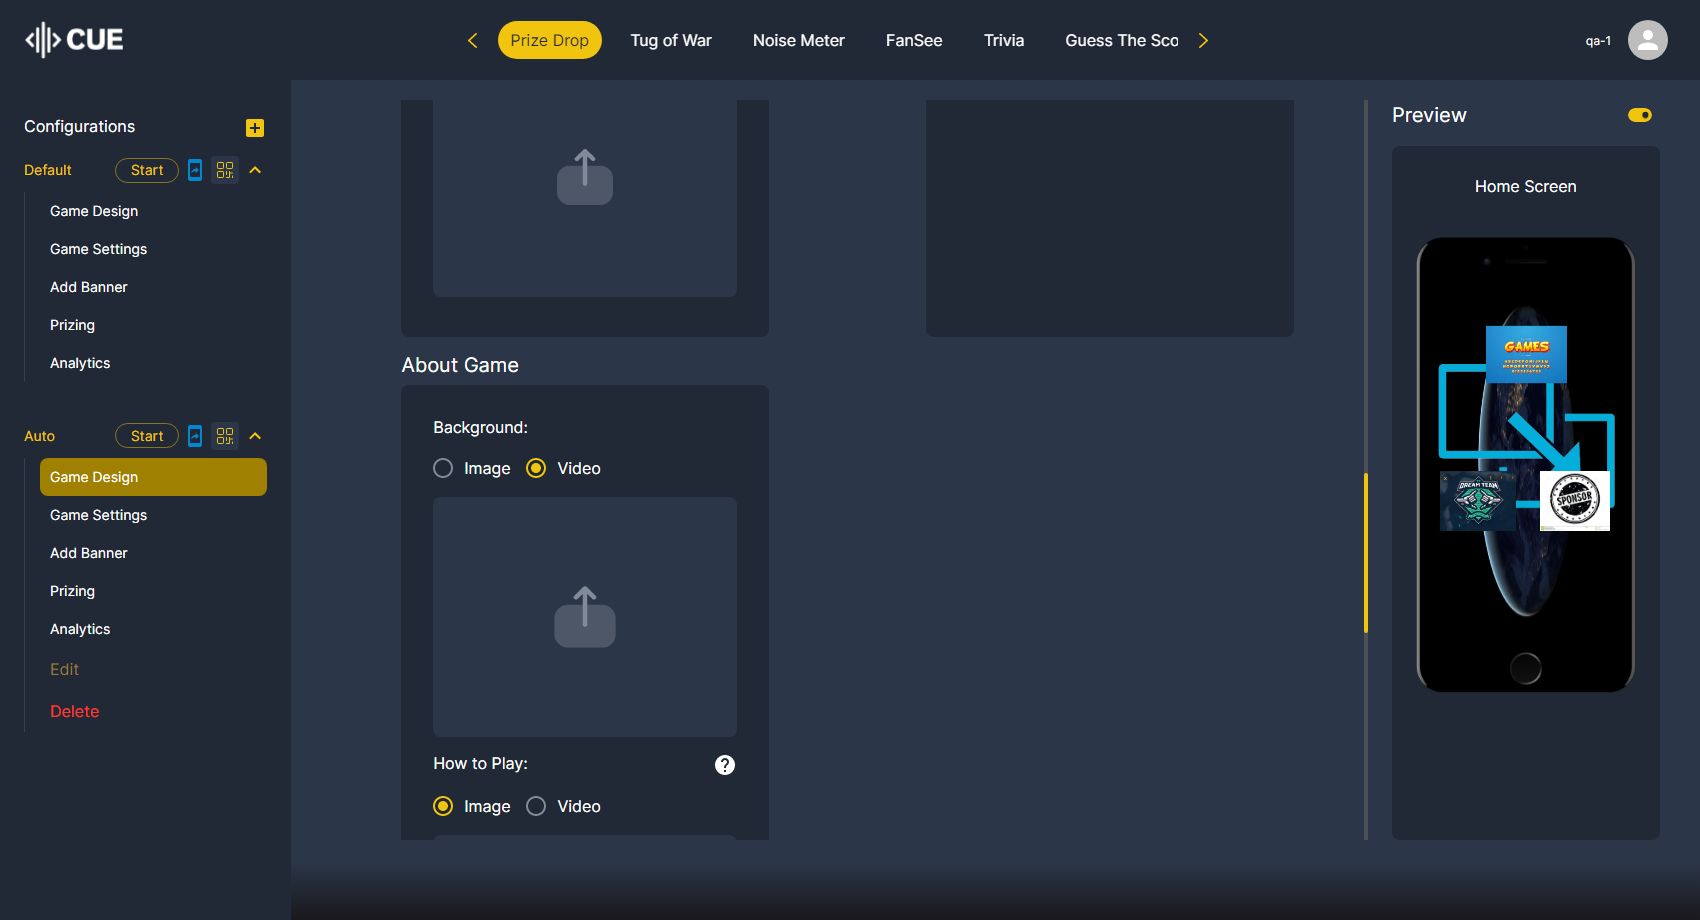 CUE
Prize Drop
Tug of War
Noise Meter
FanSee
Trivia
Guess The Sco
qa-1
Configurations
Default
Start
Game Design
Game Settings
Add Banner
Prizing
Analytics
Auto
Start
Game Design
Game Settings
Add Banner
Prizing
Analytics
Edit
Delete
About Game
Background:
Image
Video
How to Play:
?
Image
Video
Preview
Home Screen
GAMES
DREAM TEAM
SPONSOR